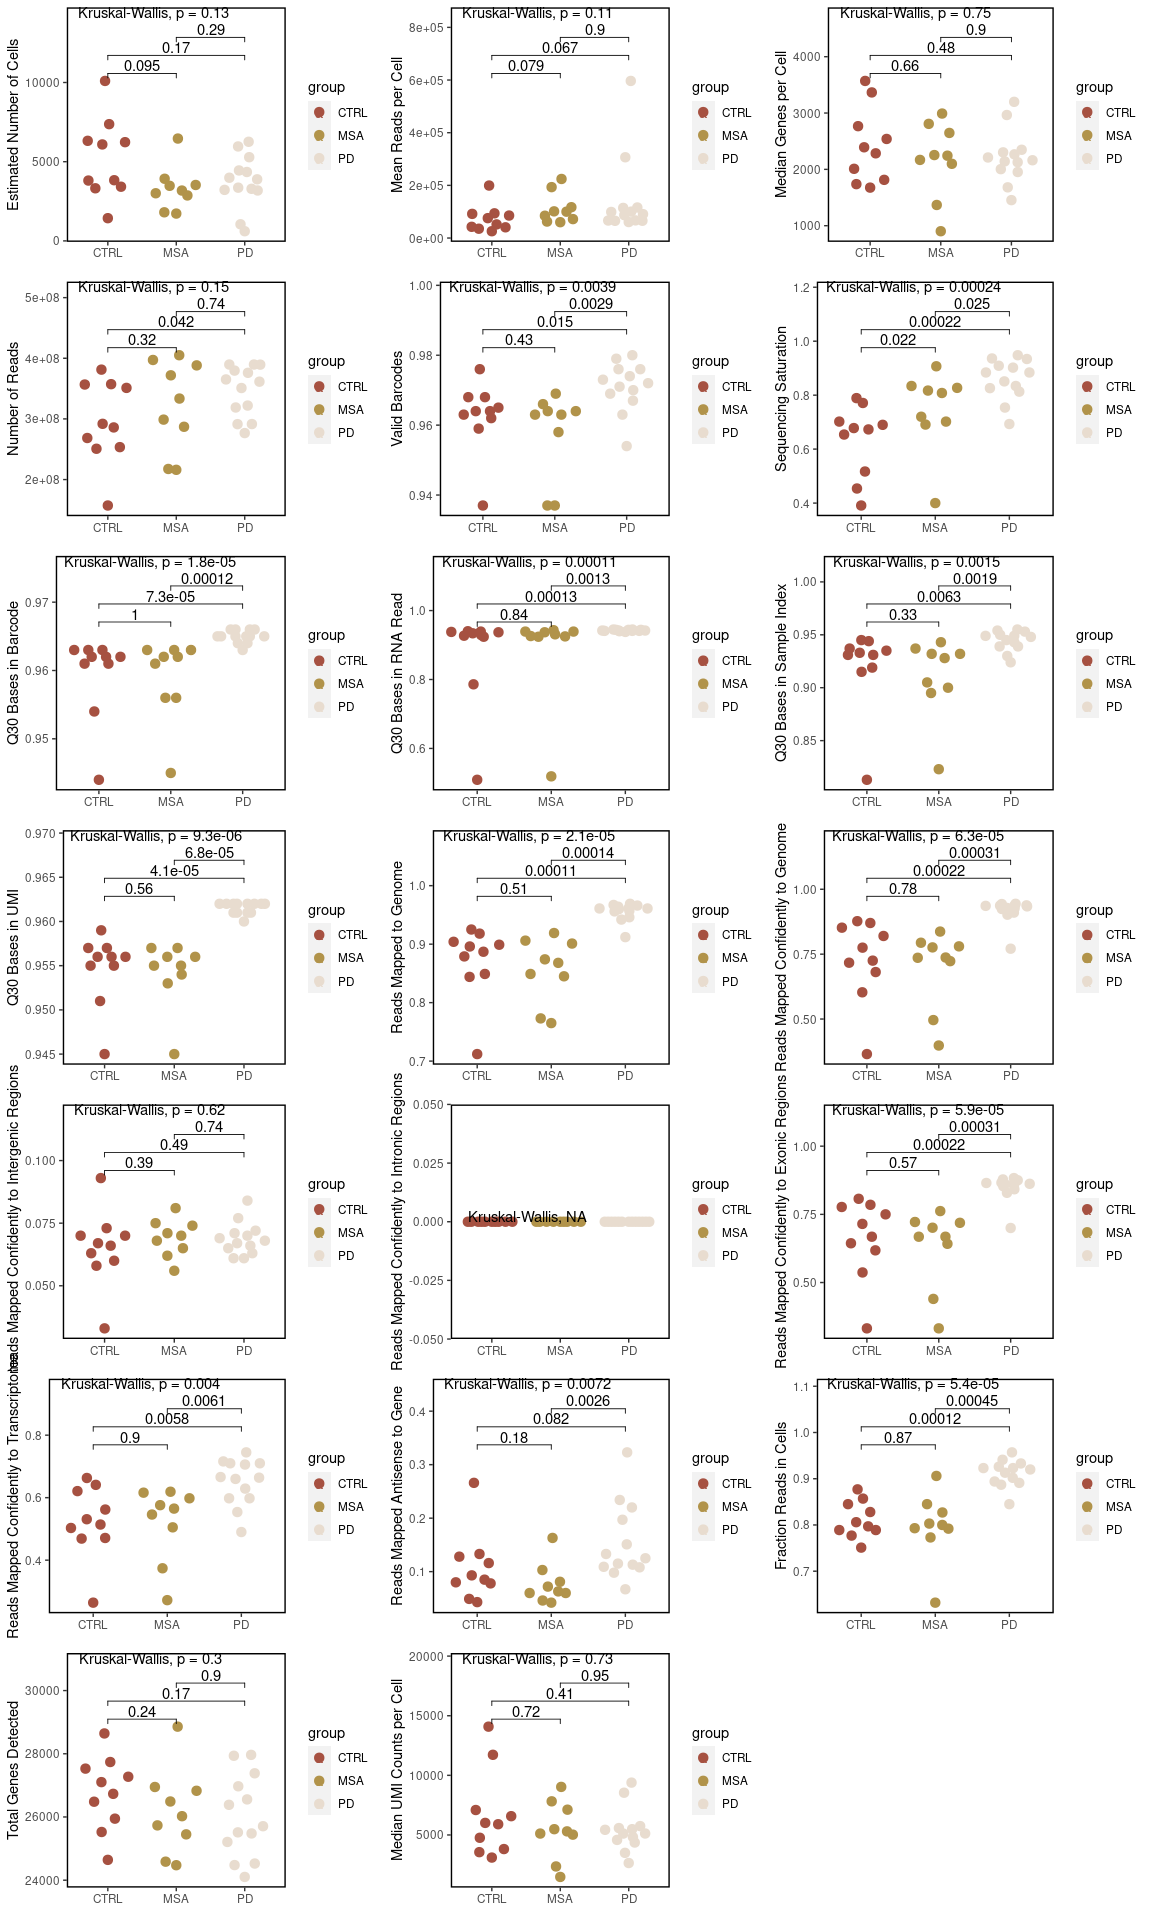 Estimated Number of Cells
Kruskal-Wallis, p = 0.13
0.29
0.17
0.095
10000
5000
0
CTRL MSA PD
group
CTRL
MSA
PD
Mean Reads per Cell
Kruskal-Wallis, p = 0.11
0.9
0.067
0.079
8e+05
6e+05
4e+05
2e+05
0e+00
CTRL MSA PD
group
CTRL
MSA
PD
Median Genes per Cell
Kruskal-Wallis, p = 0.75
0.9
0.48
0.66
4000
3000
2000
1000
CTRL MSA PD
group
CTRL
MSA
PD
Number of Reads
Kruskal-Wallis, p = 0.15
0.74
0.042
0.32
5e+08
4e+08
3e+08
2e+08
CTRL MSA PD
group
CTRL
MSA
PD
Valid Barcodes
Kruskal-Wallis, p = 0.0039
0.0029
0.015
0.43
1.00
0.98
0.96
0.94
CTRL MSA PD
group
CTRL
MSA
PD
Sequencing Saturation
Kruskal-Wallis, p = 0.00024
0.025
0.00022
0.022
1.2
1.0
0.8
0.6
0.4
CTRL MSA PD
group
CTRL
MSA
PD
Q30 Bases in Barcode
Kruskal-Wallis, p = 1.8e-05
0.00012
7.3e-05
1
0.97
0.96
0.95
CTRL MSA PD
group
CTRL
MSA
PD
Q30 Bases in RNA Read
Kruskal-Wallis, p = 0.00011
0.0013
0.00013
0.84
1.0
0.8
0.6
CTRL MSA PD
group
CTRL
MSA
PD
Q30 Bases in Sample Index
Kruskal-Wallis, p = 0.0015
0.0019
0.0063
0.33
1.00
0.95
0.90
0.85
CTRL MSA PD
group
CTRL
MSA
PD
Q30 Bases in UMI
Kruskal-Wallis, p = 9.3e-06
6.8e-05
4.1e-05
0.56
0.970
0.965
0.960
0.955
0.950
0.945
CTRL MSA PD
group
CTRL
MSA
PD
Reads Mapped to Genome
Kruskal-Wallis, p = 2.1e-05
0.00014
0.00011
0.51
1.0
0.9
0.8
0.7
CTRL MSA PD
group
CTRL
MSA
PD
Reads Mapped Confidently to Genome
Kruskal-Wallis, p = 6.3e-05
0.00031
0.00022
0.78
1.00
0.75
0.50
CTRL MSA PD
group
CTRL
MSA
PD
Reads Mapped Confidently to Intergenic Regions
Kruskal-Wallis, p = 0.62
0.74
0.49
0.39
0.100
0.075
0.050
CTRL MSA PD
group
CTRL
MSA
PD
Reads Mapped Confidently to Intronic Regions
Kruskal-Wallis, NA
0.050
0.025
0.000
-0.025
-0.050
CTRL MSA PD
group
CTRL
MSA
PD
Reads Mapped Confidently to Exonic Regions
Kruskal-Wallis, p = 5.9e-05
0.00031
0.00022
0.57
1.00
0.75
0.50
CTRL MSA PD
group
CTRL
MSA
PD
Reads Mapped Confidently to Transcriptome
Kruskal-Wallis, p = 0.004
0.0061
0.0058
0.9
0.8
0.6
0.4
CTRL MSA PD
group
CTRL
MSA
PD
Reads Mapped Antisense to Gene
Kruskal-Wallis, p = 0.0072
0.0026
0.082
0.18
0.4
0.3
0.2
0.1
CTRL MSA PD
group
CTRL
MSA
PD
Fraction Reads in Cells
Kruskal-Wallis, p = 5.4e-05
0.00045
0.00012
0.87
1.1
1.0
0.9
0.8
0.7
CTRL MSA PD
group
CTRL
MSA
PD
Total Genes Detected
Kruskal-Wallis, p = 0.3
0.9
0.17
0.24
30000
28000
26000
24000
CTRL MSA PD
group
CTRL
MSA
PD
Median UMI Counts per Cell
Kruskal-Wallis, p = 0.73
0.95
0.41
0.72
20000
15000
10000
5000
CTRL MSA PD
group
CTRL
MSA
PD